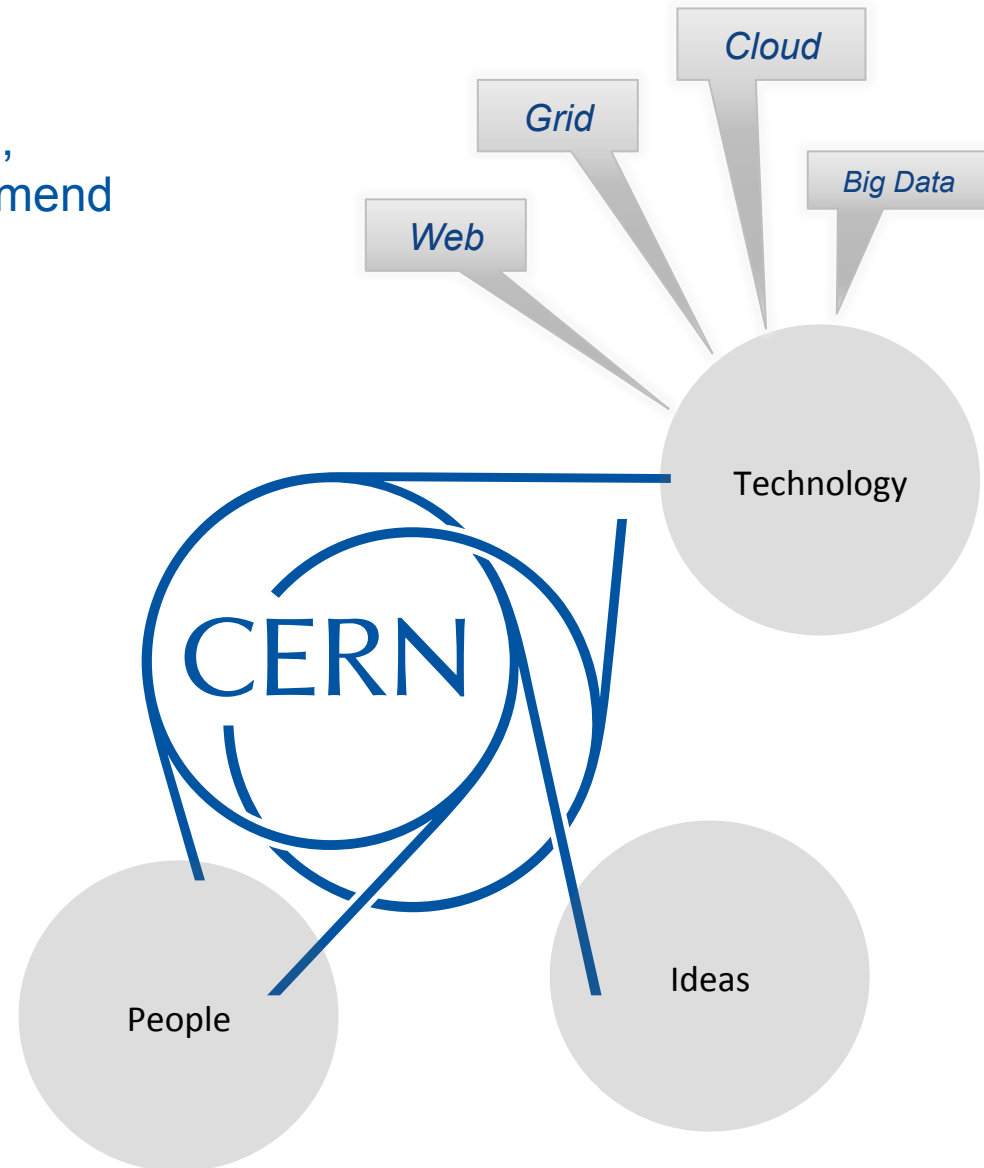 Cloud
Grid
,
mend
Big Data
Web
Technology
CERN
Ideas
People